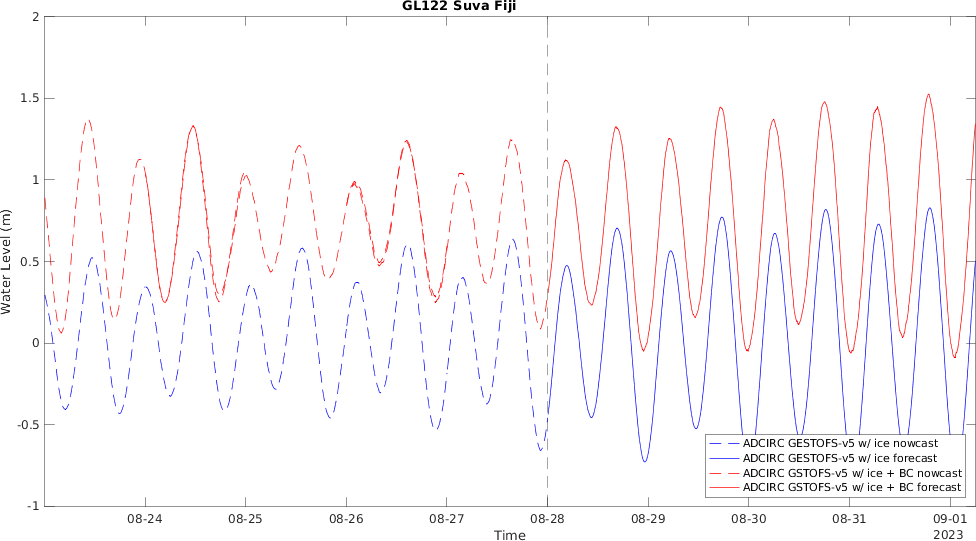 GL122 Suva Fiji
2
1.5
1
0.5
0
-0.5
-1
Water Level (m)
ADCIRC GESTOFS-v5 w/ ice nowcast
ADCIRC GESTOFS-v5 w/ ice forecast
ADCIRC GSTOFS-v5 w/ ice + BC nowcast
ADCIRC GSTOFS-v5 w/ ice + BC forecast
08-24 08-25 08-26 08-27 08-28 08-29 08-30 08-31 09-01
Time 2023